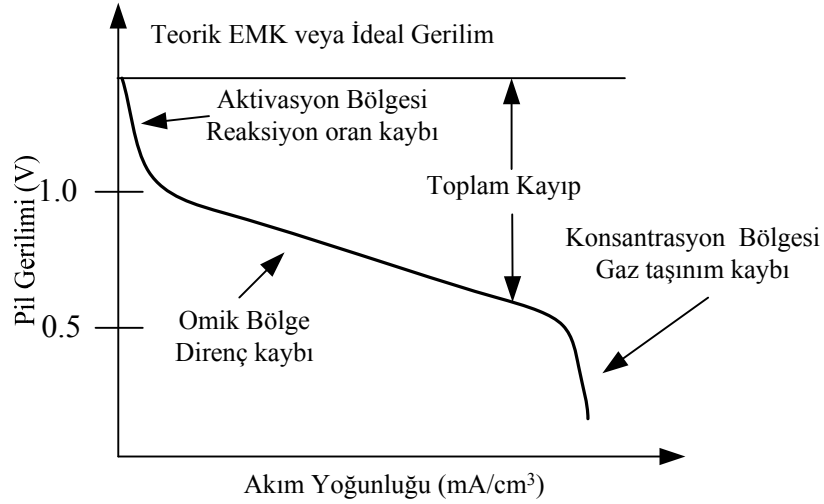 Teorik EMK veya İdeal Gerilim
Aktivasyon Bölgesi
Reaksiyon oran kaybı
Toplam Kayıp
1.0
Pil Gerilimi (V)
Konsantrasyon Bölgesi
Gaz taşınım kaybı
Omik Bölge
Direnç kaybı
0.5
Akım Yoğunluğu (mA/cm³)